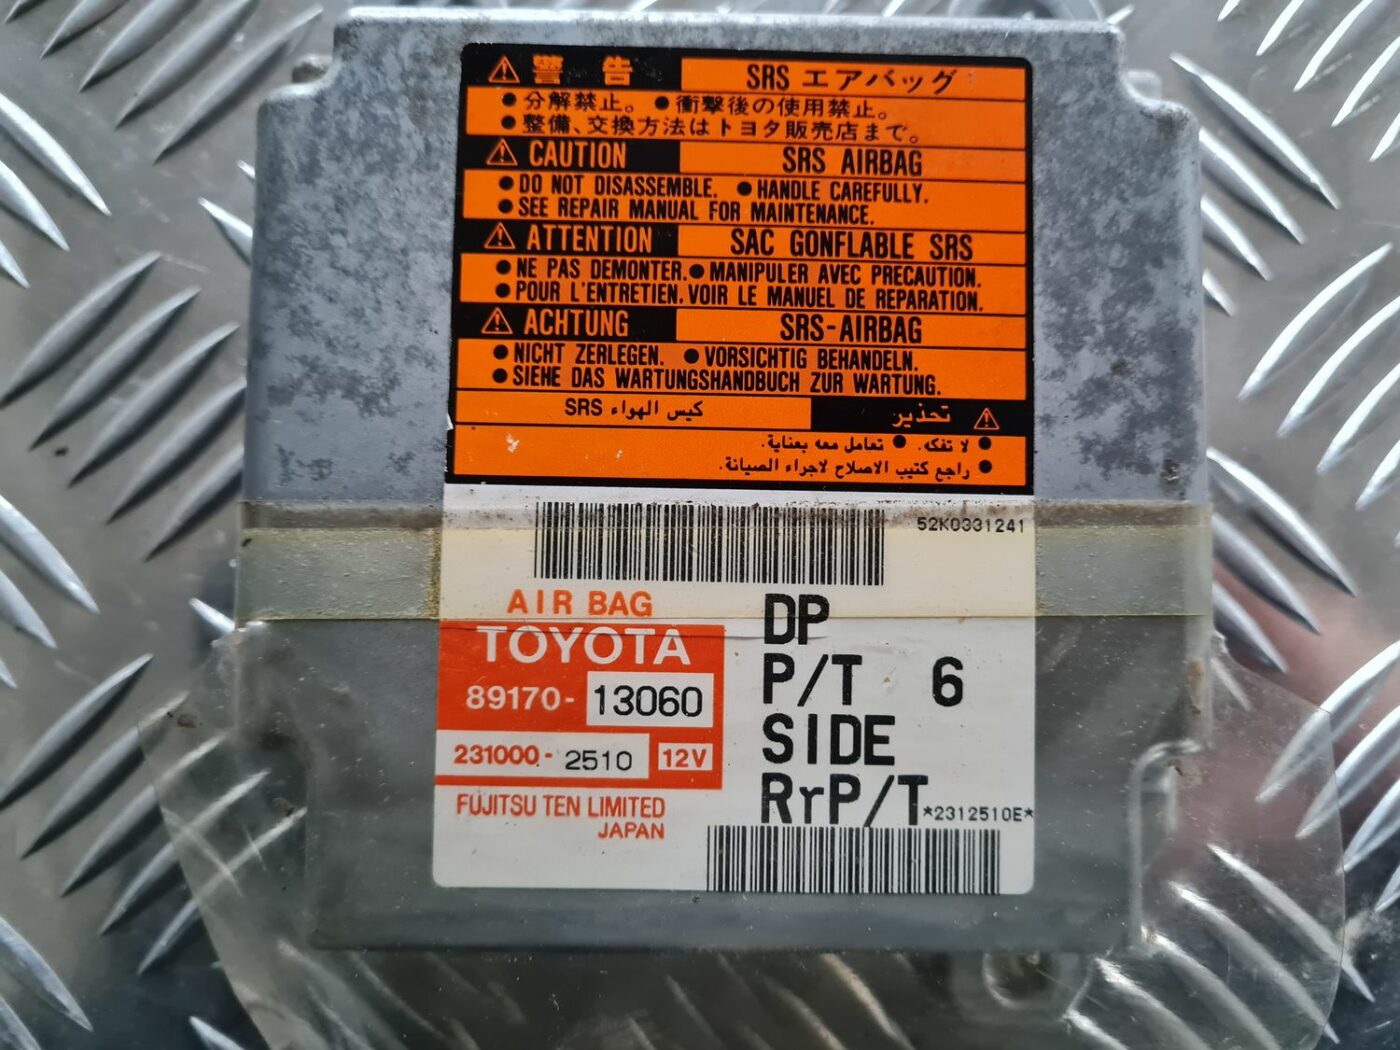 ⚠ 警告 SRS エアバッグ
● 分解禁止。 ● 衝撃後の使用禁止。
● 整備、交換方法はトヨタ販売店まで。
⚠ CAUTION SRS AIRBAG
● DO NOT DISASSEMBLE. ● HANDLE CAREFULLY.
● SEE REPAIR MANUAL FOR MAINTENANCE.
⚠ ATTENTION SAC GONFLABLE SRS
● NE PAS DEMONTER. ● MANIPULER AVEC PRECAUTION.
● POUR L'ENTRETIEN, VOIR LE MANUEL DE REPARATION.
⚠ ACHTUNG SRS-AIRBAG
● NICHT ZERLEGEN. ● VORSICHTIG BEHANDELN.
● SIEHE DAS WARTUNGSHANDBUCH ZUR WARTUNG.
⚠ تحذير كيس الهواء SRS
● لا تفكه. ● تعامل معه بعناية.
● راجع كتيب الاصلاح لاجراء الصيانة.
52K0331241
AIR BAG
TOYOTA
89170-13060
231000-2510 12V
FUJITSU TEN LIMITED
JAPAN
DP
P/T 6
SIDE
RrP/T
*2312510E*